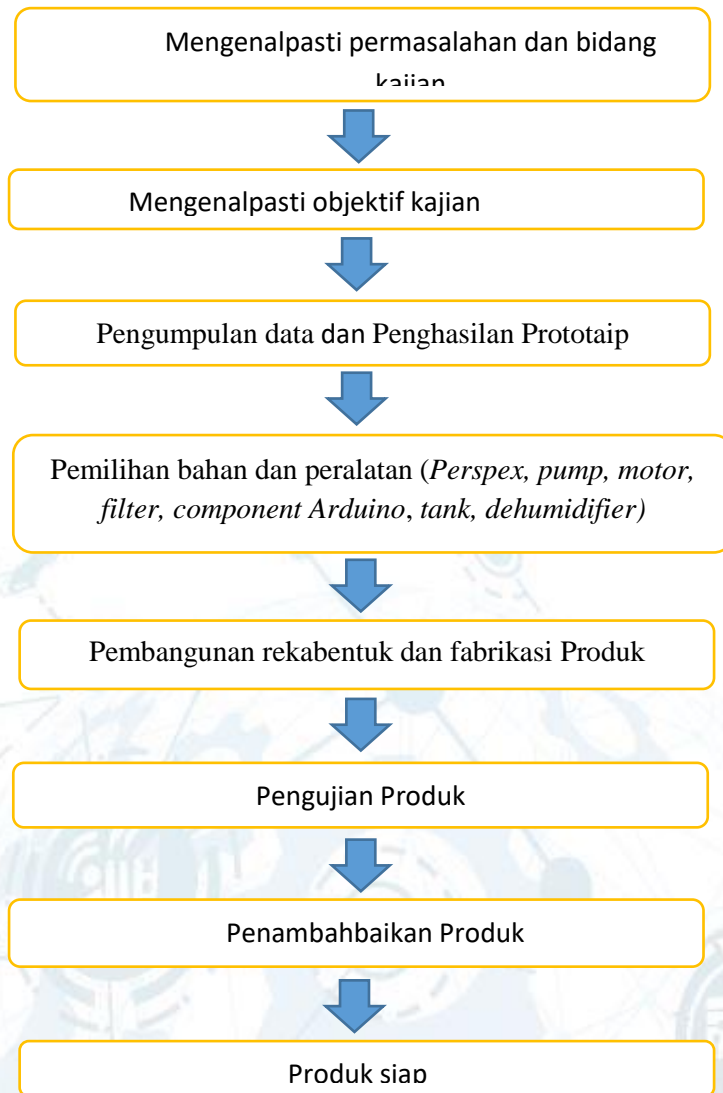 Mengenalpasti permasalahan dan bidang
kajian
Mengenalpasti objektif kajian
Pengumpulan data dan Penghasilan Prototaip
Pemilihan bahan dan peralatan (Perspex, pump, motor,
filter, component Arduino, tank, dehumidifier)
Pembangunan rekabentuk dan fabrikasi Produk
Pengujian Produk
Penambahbaikan Produk
Produk siap